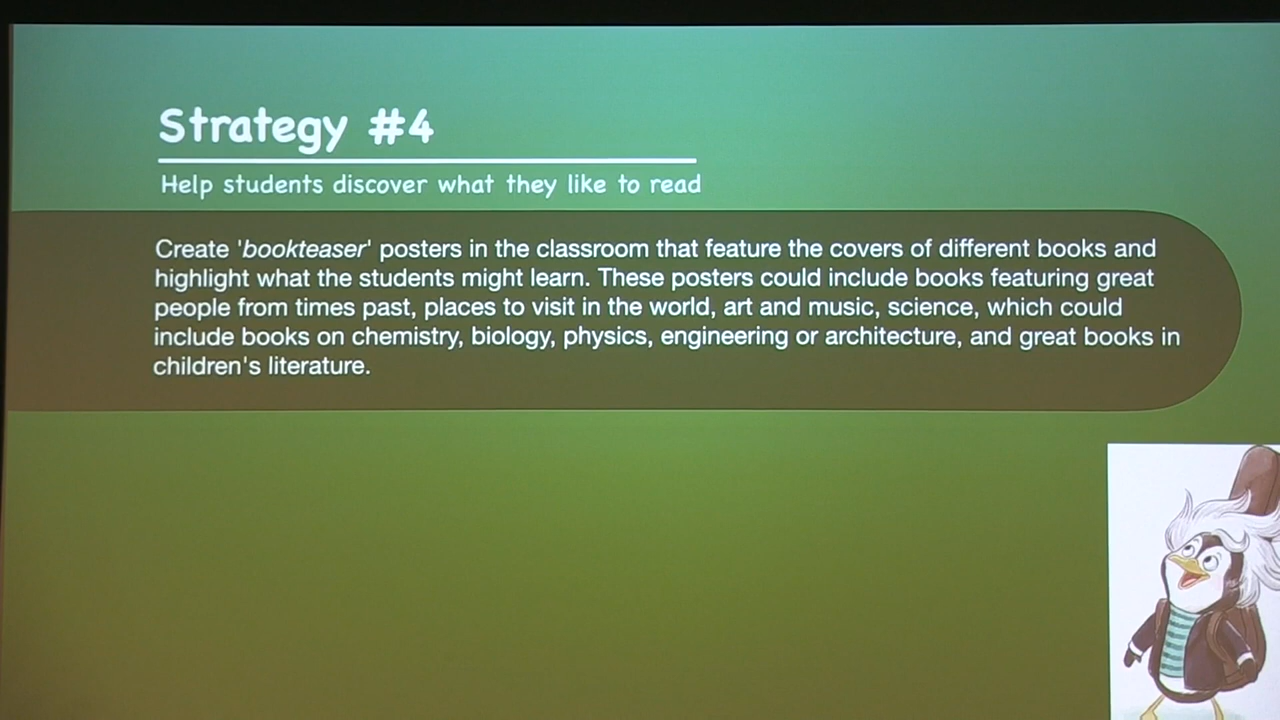 Strategy #4
Help students discover what they like to read
Create 'bookteaser' posters in the classroom that feature the covers of different books and
highlight what the students might learn. These posters could include books featuring great
people from times past, places to visit in the world, art and music, science, which could
include books on chemistry, biology, physics, engineering or architecture, and great books in
children's literature.